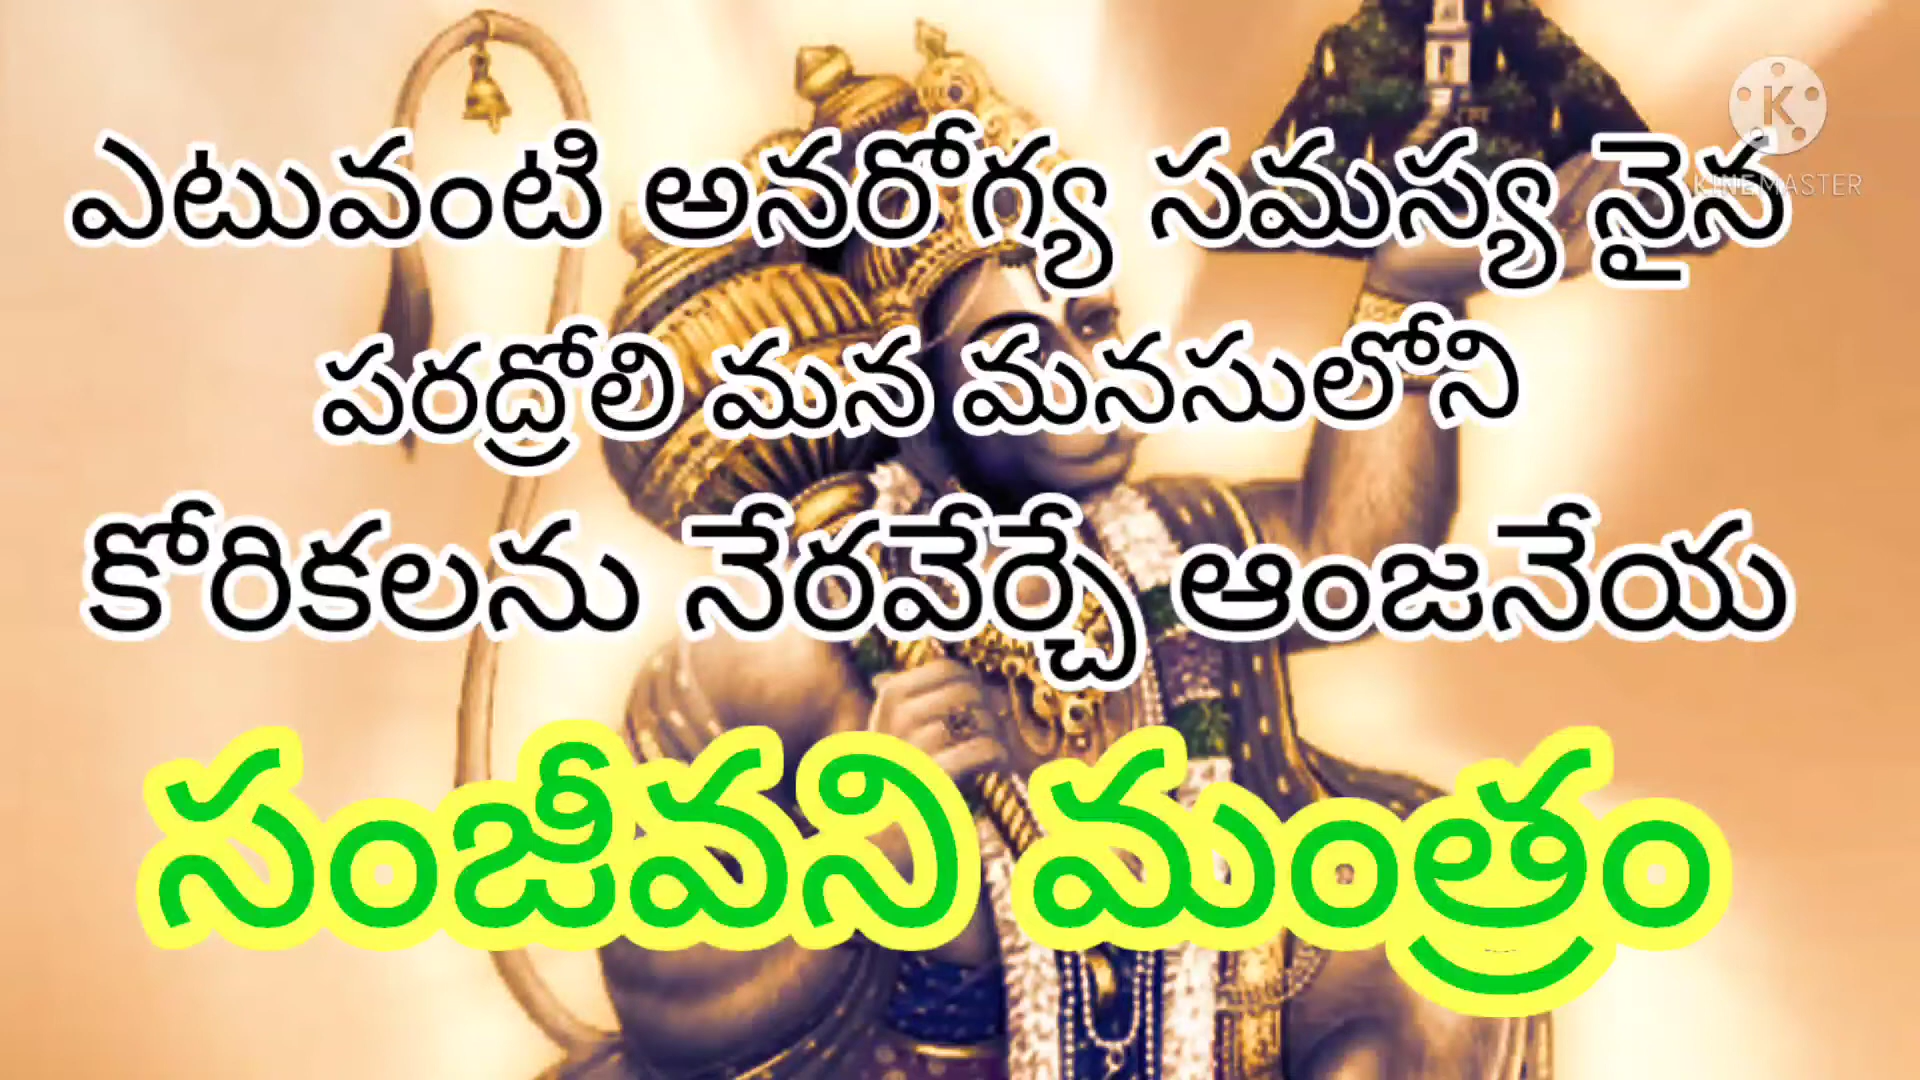 ఎటువంటి అనరోగ్య సమస్య నైన
పరద్రోలి మన మనసులోని
కోరికలను నేరవేర్చే ఆంజనేయ
సంజీవని మంత్రం
K
KINEMASTER